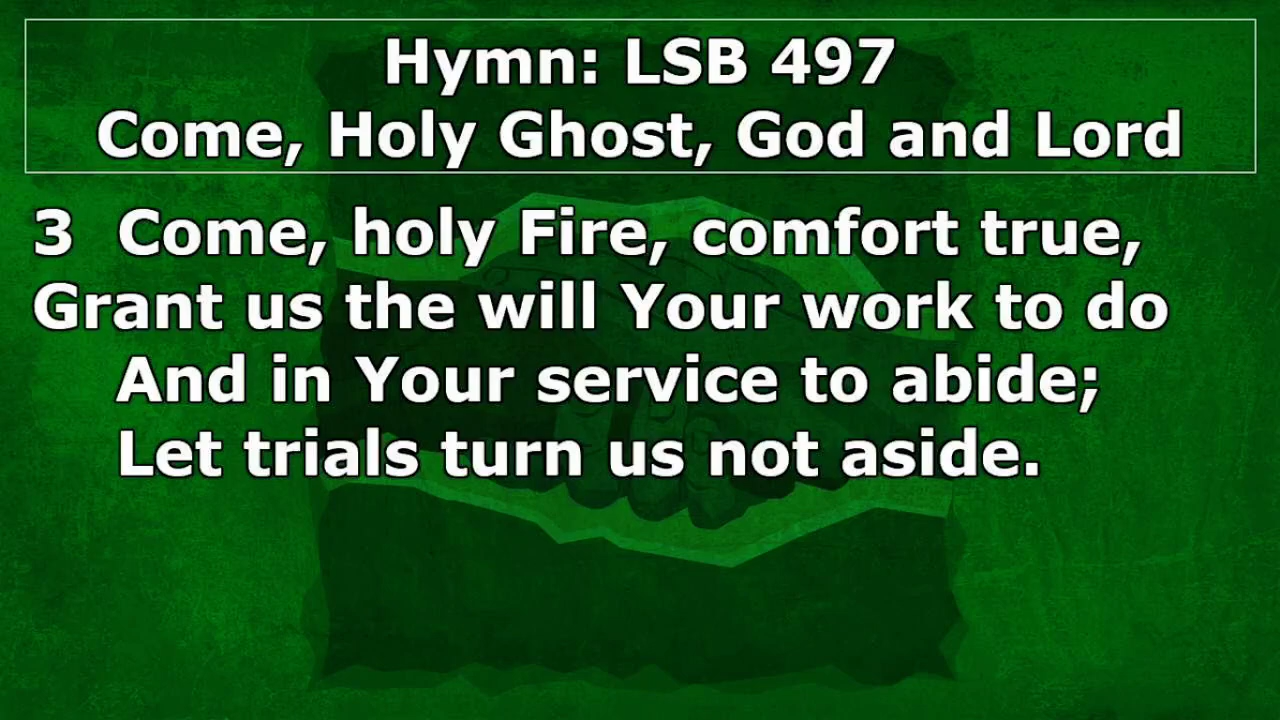 Hymn: LSB 497
Come, Holy Ghost, God and Lord
3 Come, holy Fire, comfort true,
Grant us the will Your work to do
And in Your service to abide;
Let trials turn us not aside.